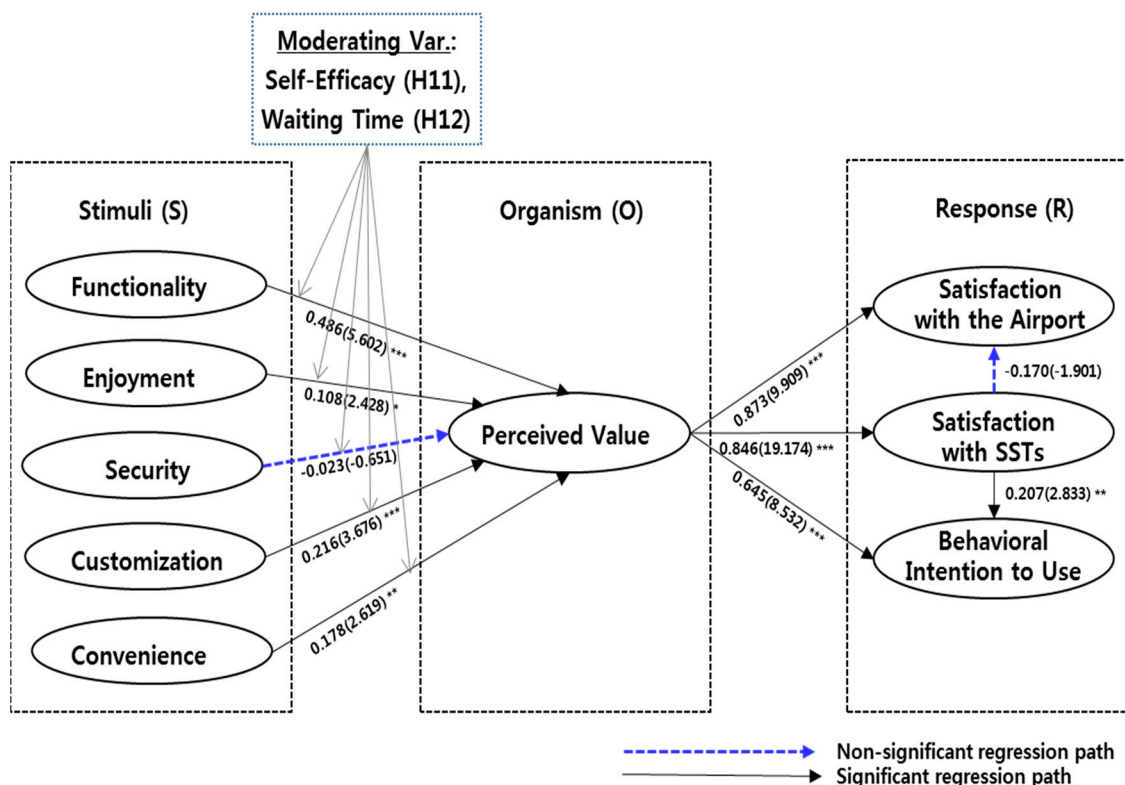 Moderating Var.:
Self-Efficacy (H11),
Waiting Time (H12)
Stimuli (S)
Organism (O)
Response (R)
Functionality
Enjoyment
Security
Customization
Convenience
0.486(5.602) ***
0.108(2.428) *
-0.023(-0.651)
0.216(3.676) ***
0.178(2.619) **
Perceived Value
0.873(9.909) ***
0.846(19.174) ***
0.645(8.532) ***
Satisfaction
with the Airport
-0.170(-1.901)
Satisfaction
with SSTs
0.207(2.833) **
Behavioral
Intention to Use
Non-significant regression path
Significant regression path